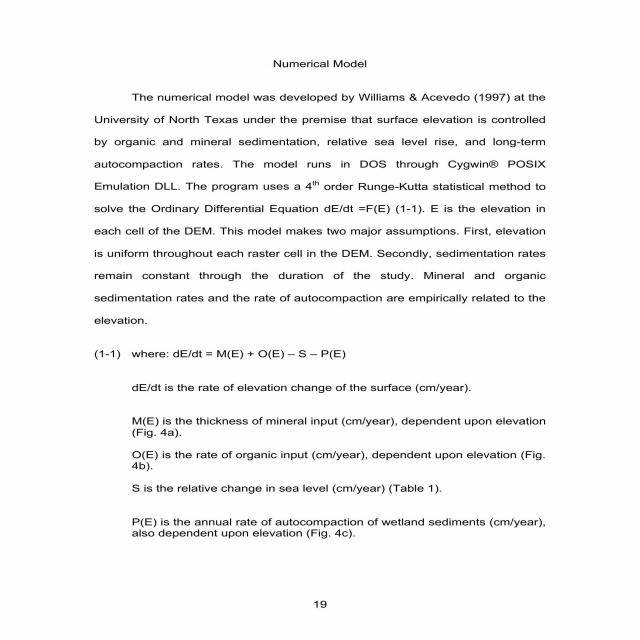 Numerical Model
The numerical model was developed by Williams & Acevedo (1997) at the
University of North Texas under the premise that surface elevation is controlled
by organic and mineral sedimentation, relative sea level rise, and long-term
autocompaction rates. The model runs in DOS through Cygwin® POSIX
Emulation DLL. The program uses a 4th order Runge-Kutta statistical method to
solve the Ordinary Differential Equation dE/dt =F(E) (1-1). E is the elevation in
each cell of the DEM. This model makes two major assumptions. First, elevation
is uniform throughout each raster cell in the DEM. Secondly, sedimentation rates
remain constant through the duration of the study. Mineral and organic
sedimentation rates and the rate of autocompaction are empirically related to the
elevation.
(1-1) where: dE/dt = M(E) + O(E) – S – P(E)
dE/dt is the rate of elevation change of the surface (cm/year).
M(E) is the thickness of mineral input (cm/year), dependent upon elevation
(Fig. 4a).
O(E) is the rate of organic input (cm/year), dependent upon elevation (Fig.
4b).
S is the relative change in sea level (cm/year) (Table 1).
P(E) is the annual rate of autocompaction of wetland sediments (cm/year),
also dependent upon elevation (Fig. 4c).
19